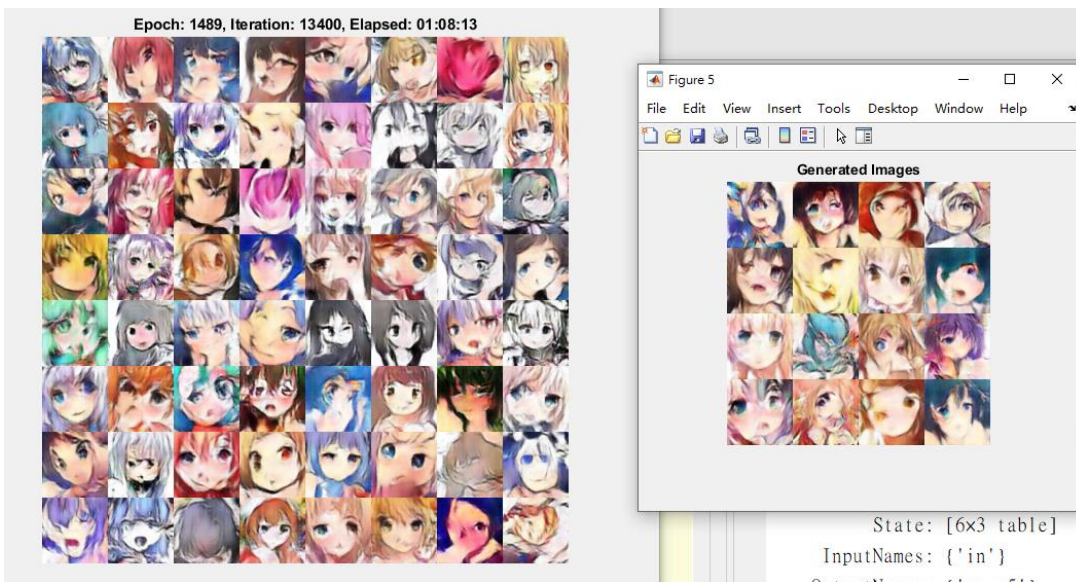 Epoch: 1489, Iteration: 13400, Elapsed: 01:08:13
Figure 5
File Edit View Insert Tools Desktop Window Help
Generated Images
State: [6×3 table]
InputNames: {'in'}